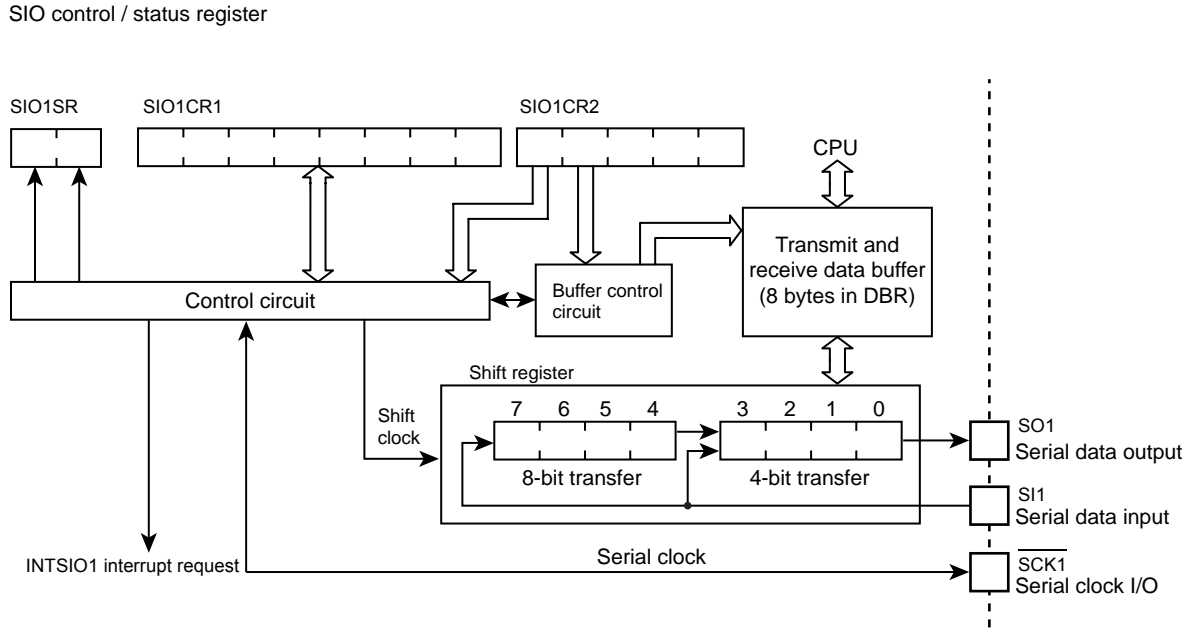 SIO control / status register
SIO1SR
SIO1CR1
SIO1CR2
CPU
Transmit and
receive data buffer
(8 bytes in DBR)
Control circuit
Buffer control
circuit
Shift register
Shift
clock
7 6 5 4 3 2 1 0
8-bit transfer
4-bit transfer
SO1
Serial data output
SI1
Serial data input
INTSIO1 interrupt request
Serial clock
SCK1
Serial clock I/O